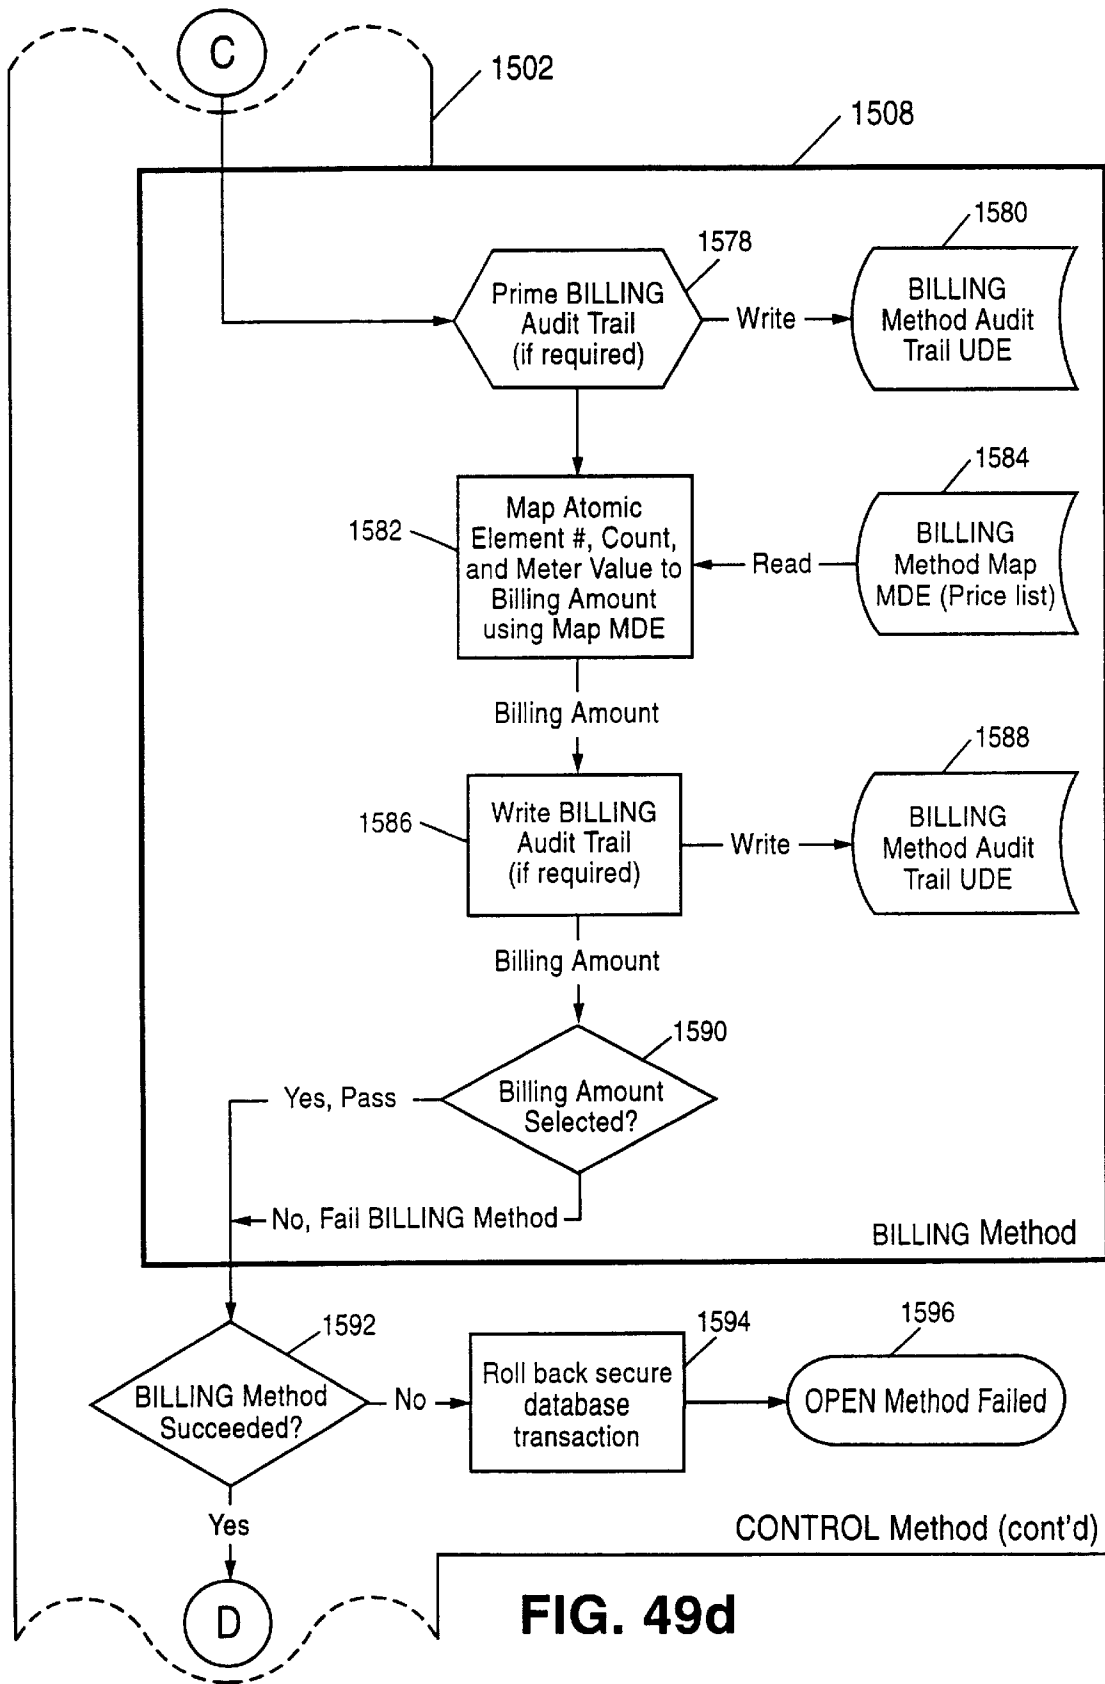 C
1502
1508
1578
Prime BILLING
Audit Trail
(if required)
Write
1580
BILLING
Method Audit
Trail UDE
1582
Map Atomic
Element #, Count,
and Meter Value to
Billing Amount
using Map MDE
Read
1584
BILLING
Method Map
MDE (Price list)
Billing Amount
1586
Write BILLING
Audit Trail
(if required)
Write
1588
BILLING
Method Audit
Trail UDE
Billing Amount
1590
Billing Amount
Selected?
Yes, Pass
No, Fail BILLING Method
BILLING Method
1592
BILLING Method
Succeeded?
No
1594
Roll back secure
database
transaction
1596
OPEN Method Failed
Yes
CONTROL Method (cont'd)
D
FIG. 49d